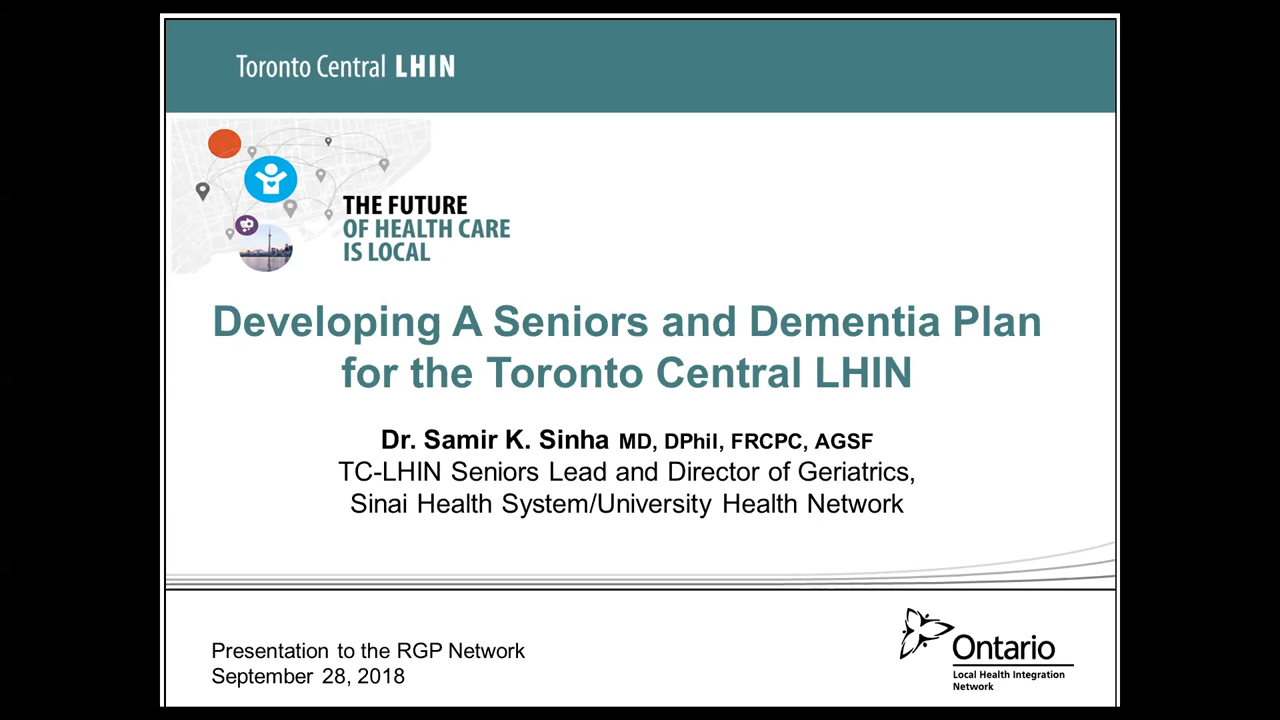 Toronto Central LHIN
THE FUTURE
OF HEALTH CARE
IS LOCAL
Developing A Seniors and Dementia Plan
for the Toronto Central LHIN
Dr. Samir K. Sinha MD, DPhil, FRCPC, AGSF
TC-LHIN Seniors Lead and Director of Geriatrics,
Sinai Health System/University Health Network
Presentation to the RGP Network
September 28, 2018
Ontario
Local Health Integration
Network